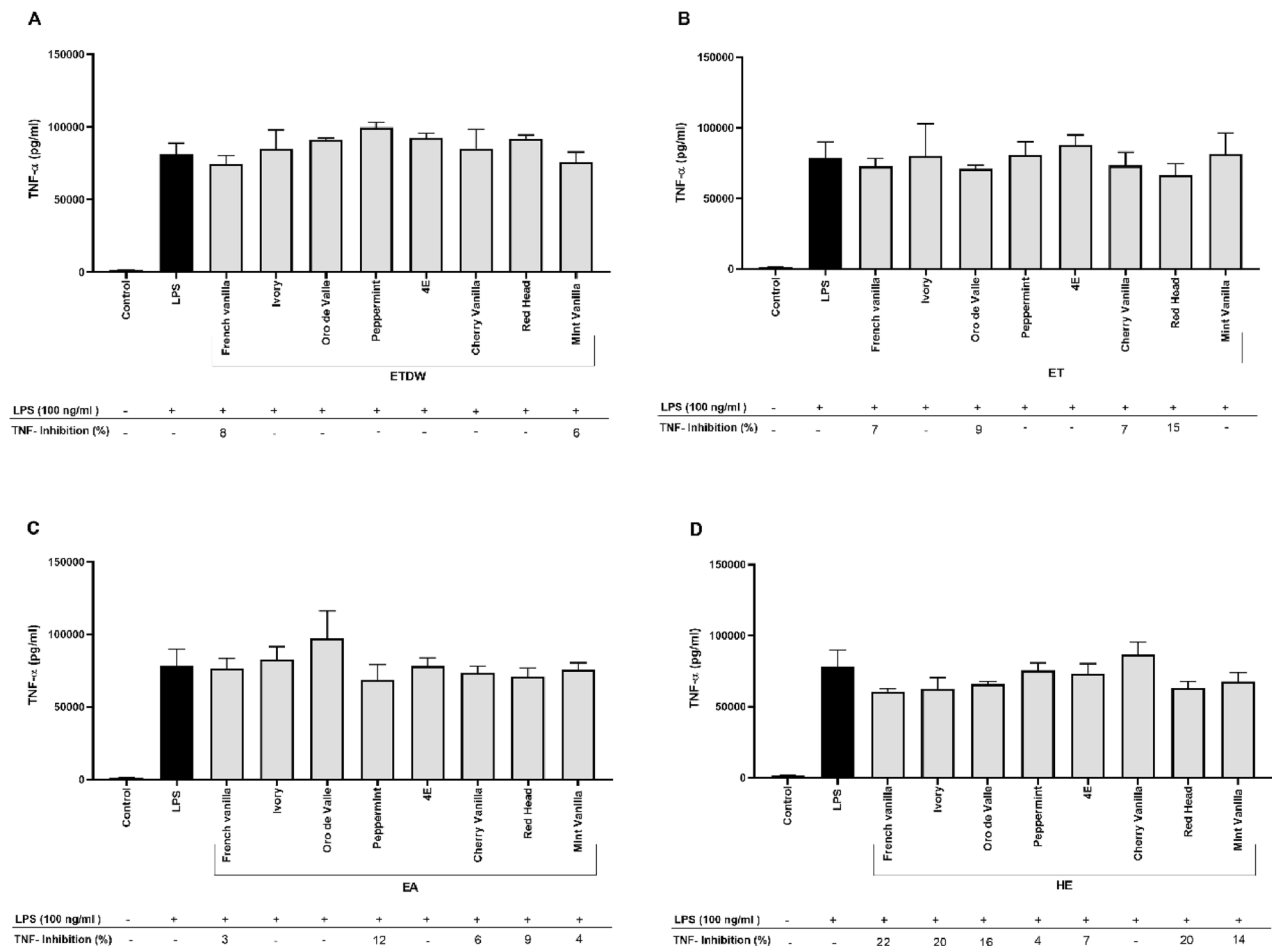 A
TNF-α (pg/ml)
150000
100000
50000
0
Control
LPS
French vanilla
Ivory
Oro de Valle
Peppermint
4E
Cherry Vanilla
Red Head
Mint Vanilla
ETDW
LPS (100 ng/ml ) - + + + + + + + + +
TNF- Inhibition (%) - - 8 - - - - - - 6
B
TNF-α (pg/ml)
150000
100000
50000
0
Control
LPS
French vanilla
Ivory
Oro de Valle
Peppermint
4E
Cherry Vanilla
Red Head
Mint Vanilla
ET
LPS (100 ng/ml ) - + + + + + + + + +
TNF- Inhibition (%) - - 7 - 9 - - 7 15 -
C
TNF-α (pg/ml)
150000
100000
50000
0
Control
LPS
French vanilla
Ivory
Oro de Valle
Peppermint
4E
Cherry Vanilla
Red Head
Mint Vanilla
EA
LPS (100 ng/ml ) - + + + + + + + + +
TNF- Inhibition (%) - - 3 - - 12 - 6 9 4
D
TNF-α (pg/ml)
150000
100000
50000
0
Control
LPS
French vanilla
Ivory
Oro de Valle
Peppermint
4E
Cherry Vanilla
Red Head
Mint Vanilla
HE
LPS (100 ng/ml ) - + + + + + + + + +
TNF- Inhibition (%) - - 22 20 16 4 7 - 20 14